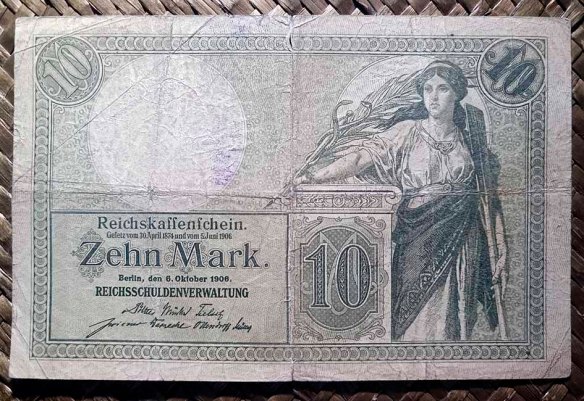 10
10
Reichskaſſenſchein.
Geſetz vom 30. April 1874 und vom 5. Juni 1906
Zehn Mark.
Berlin, den 6. Oktober 1906.
REICHSSCHULDENVERWALTUNG
10